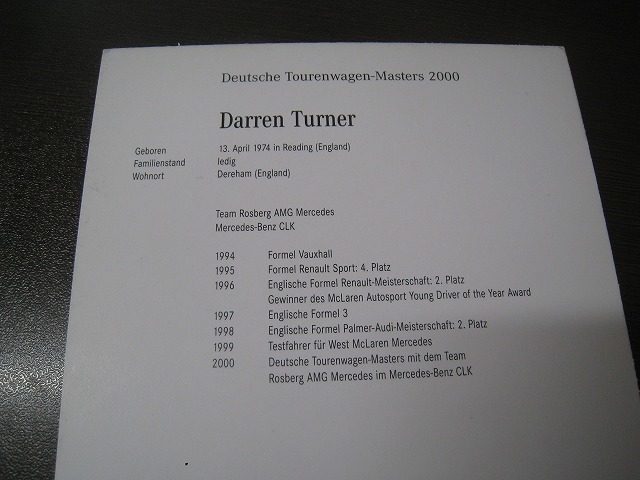 Deutsche Tourenwagen-Masters 2000
Darren Turner
Geboren 13. April 1974 in Reading (England)
Familienstand ledig
Wohnort Dereham (England)
Team Rosberg AMG Mercedes
Mercedes-Benz CLK
1994 Formel Vauxhall
1995 Formel Renault Sport: 4. Platz
1996 Englische Formel Renault-Meisterschaft: 2. Platz
Gewinner des McLaren Autosport Young Driver of the Year Award
1997 Englische Formel 3
1998 Englische Formel Palmer-Audi-Meisterschaft: 2. Platz
1999 Testfahrer für West McLaren Mercedes
2000 Deutsche Tourenwagen-Masters mit dem Team
Rosberg AMG Mercedes im Mercedes-Benz CLK